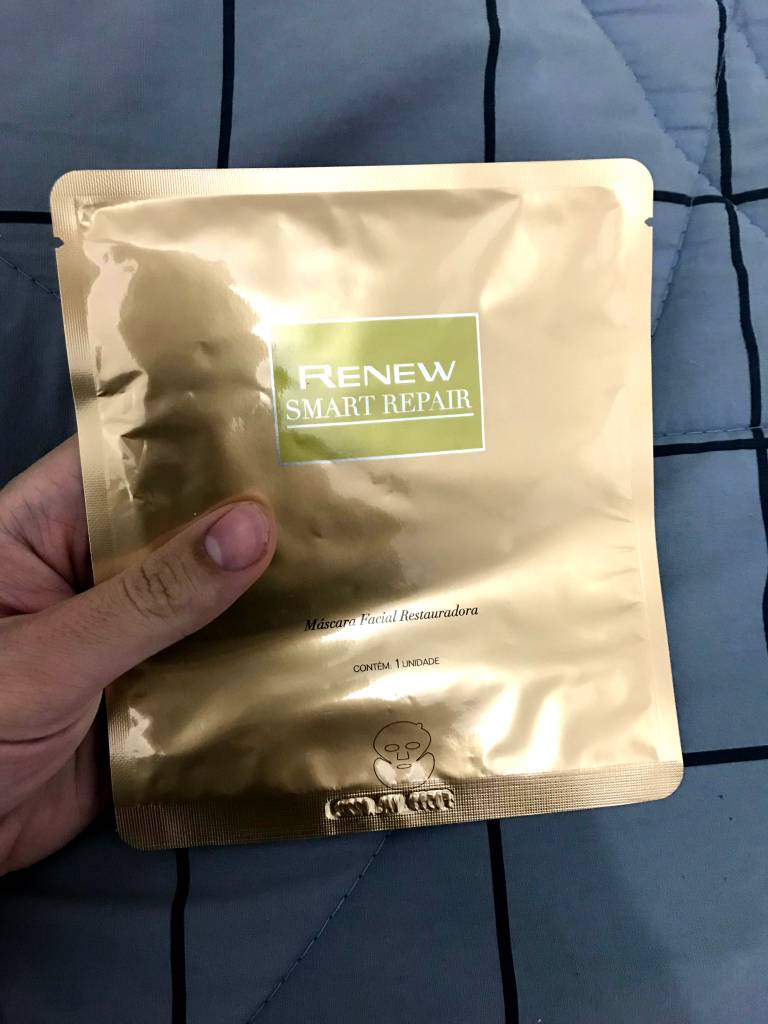 RENEW
SMART REPAIR
Máscara Facial Restauradora
CONTÉM. 1 UNIDADE